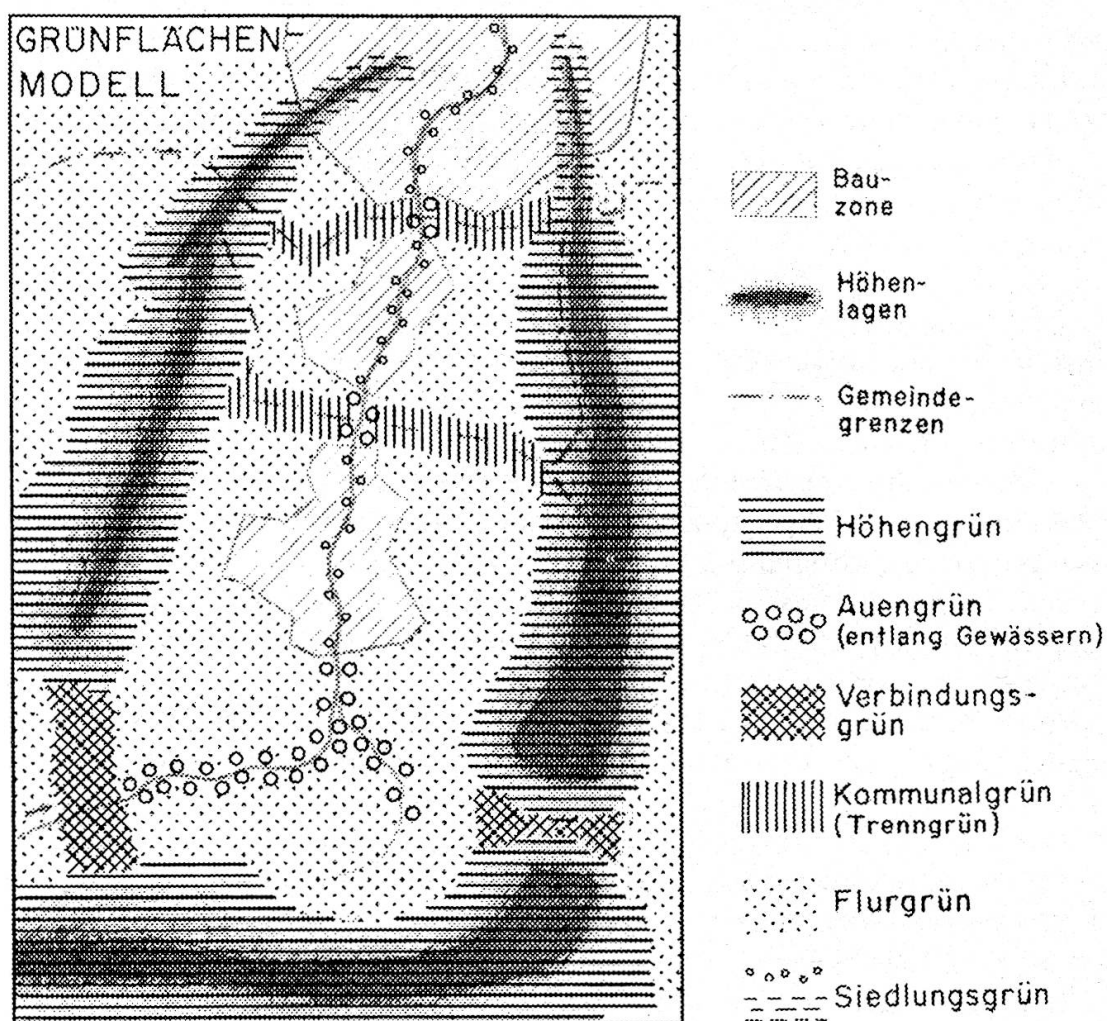 GRÜNFLÄCHEN-
MODELL
Bau-
zone
Höhen-
lagen
Gemeinde-
grenzen
Höhengrün
Auengrün
(entlang Gewässern)
Verbindungs-
grün
Kommunalgrün
(Trenngrün)
Flurgrün
Siedlungsgrün